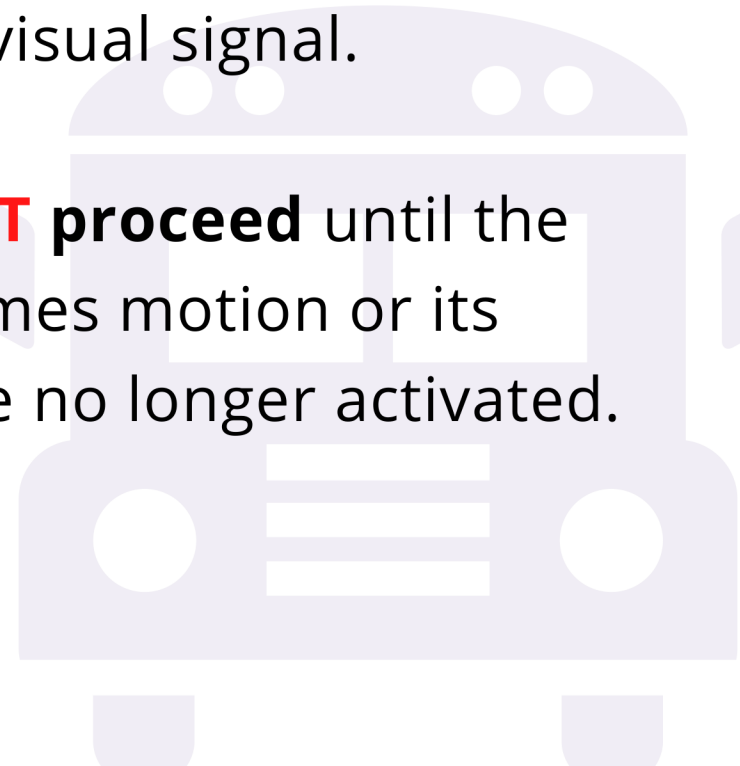 visual signal.
T proceed until the
mes motion or its
e no longer activated.